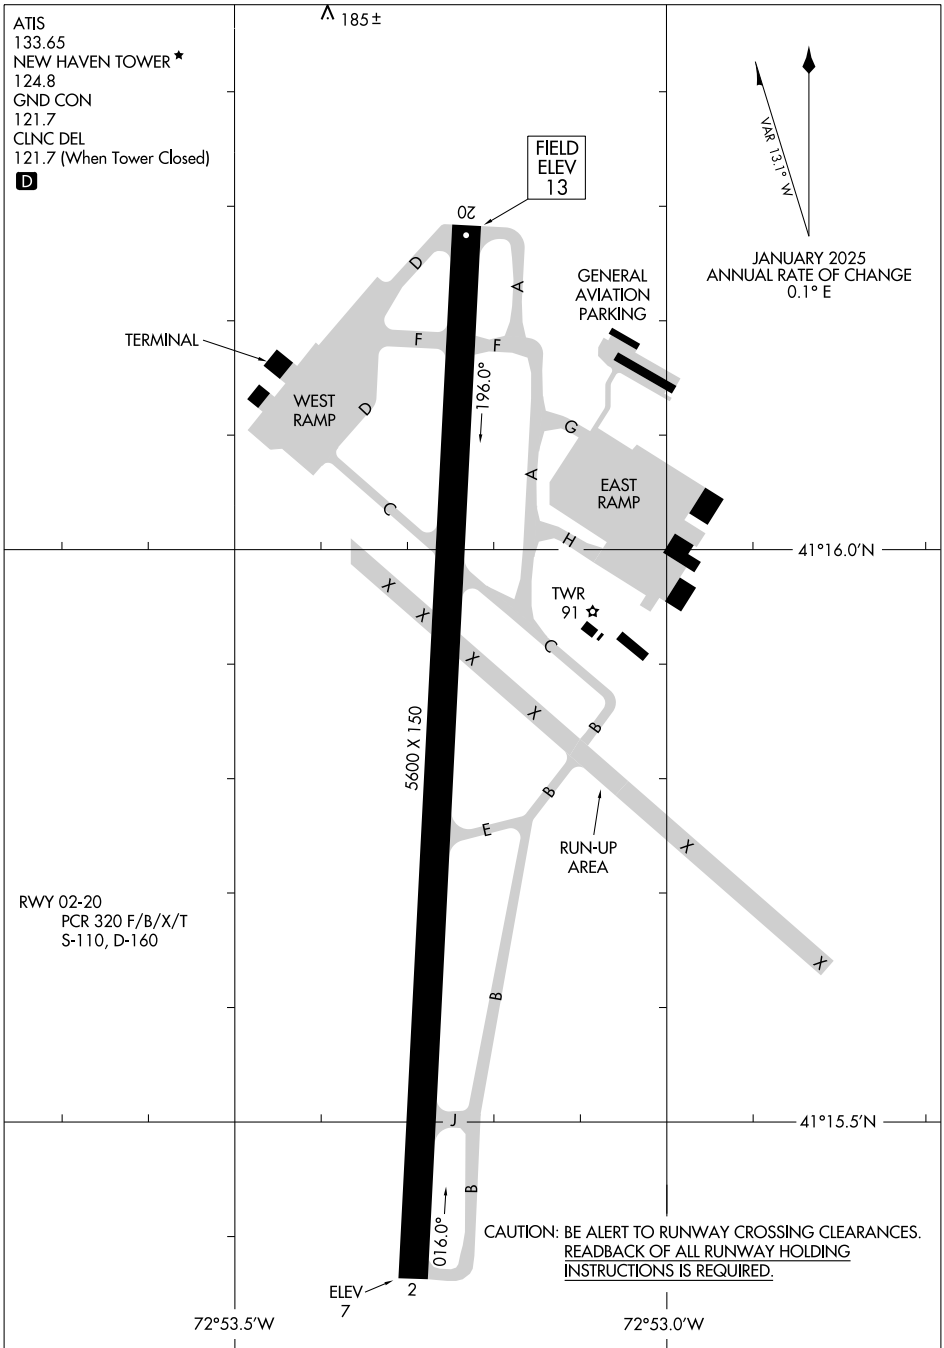 ATIS
133.65
NEW HAVEN TOWER★
124.8
GND CON
121.7
CLNC DEL
121.7 (When Tower Closed)
D
185±
VAR 13.1° W
JANUARY 2025
ANNUAL RATE OF CHANGE
0.1° E
FIELD
ELEV
13
20
D
A
GENERAL
AVIATION
PARKING
TERMINAL
F
F
196.0°
WEST
RAMP
D
G
A
EAST
RAMP
C
H
41°16.0'N
X
X
TWR
91
X
C
X
B
5600 X 150
B
E
RUN-UP
AREA
X
RWY 02-20
PCR 320 F/B/X/T
S-110, D-160
X
B
J
41°15.5'N
B
016.0°
CAUTION: BE ALERT TO RUNWAY CROSSING CLEARANCES.
READBACK OF ALL RUNWAY HOLDING
INSTRUCTIONS IS REQUIRED.
ELEV
7
2
72°53.5'W
72°53.0'W